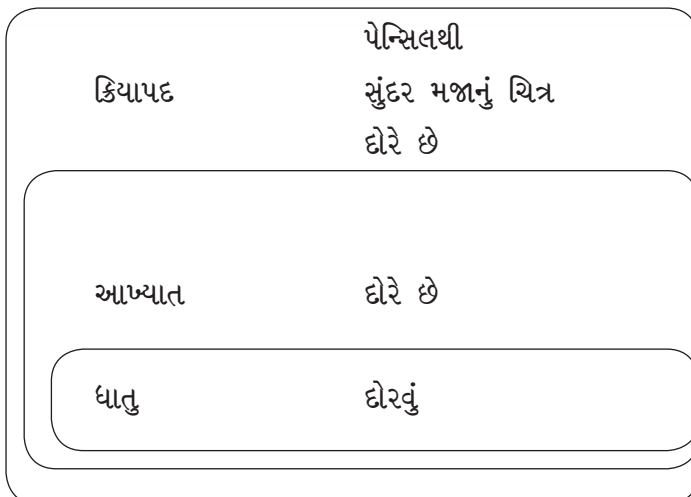 પેન્સિલથી
ક્રિયાપદ સુંદર મજાનું ચિત્ર
દોરે છે
આખ્યાત દોરે છે
ધાતુ દોરવું